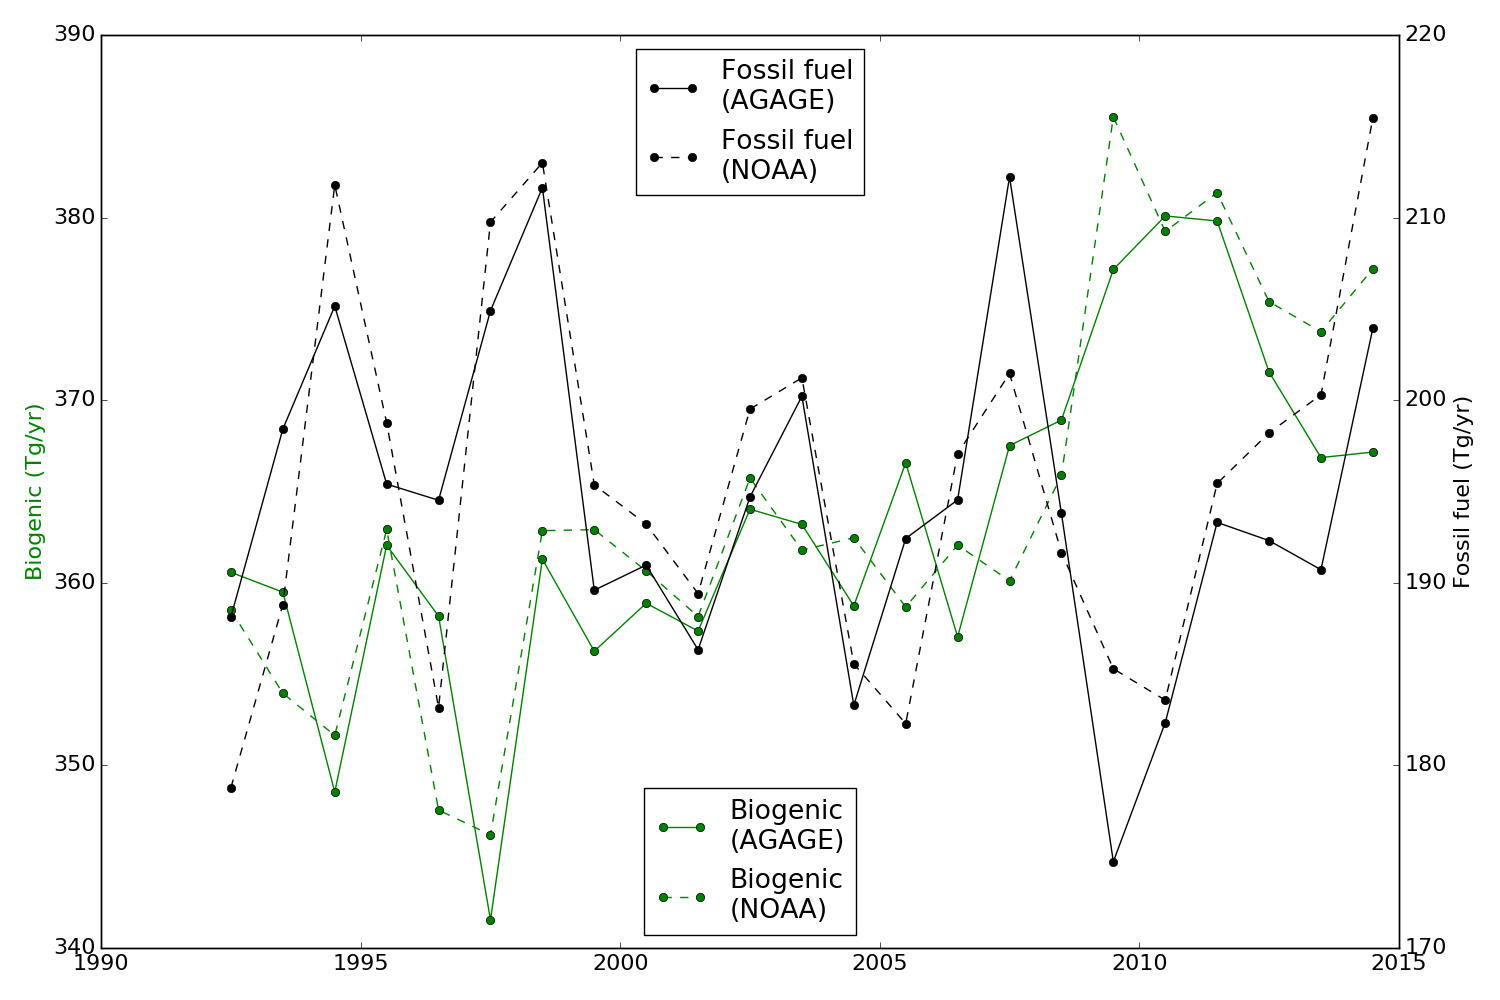 390
380
370
360
350
340
Biogenic (Tg/yr)
Fossil fuel
(AGAGE)
Fossil fuel
(NOAA)
Biogenic
(AGAGE)
Biogenic
(NOAA)
220
210
200
190
180
170
Fossil fuel (Tg/yr)
1990
1995
2000
2005
2010
2015